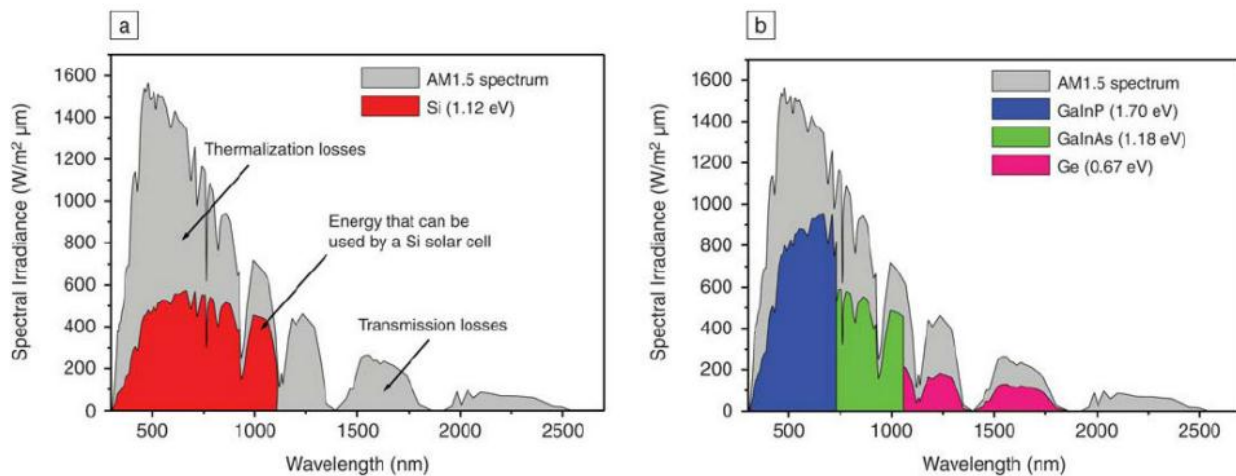 a
1600
1400
1200
1000
800
600
400
200
0
Spectral Irradiance (W/m² µm)
AM1.5 spectrum
Si (1.12 eV)
Thermalization losses
Energy that can be
used by a Si solar cell
Transmission losses
500
1000
1500
2000
2500
Wavelength (nm)
b
1600
1400
1200
1000
800
600
400
200
0
Spectral Irradiance (W/m² µm)
AM1.5 spectrum
GaInP (1.70 eV)
GaInAs (1.18 eV)
Ge (0.67 eV)
500
1000
1500
2000
2500
Wavelength (nm)